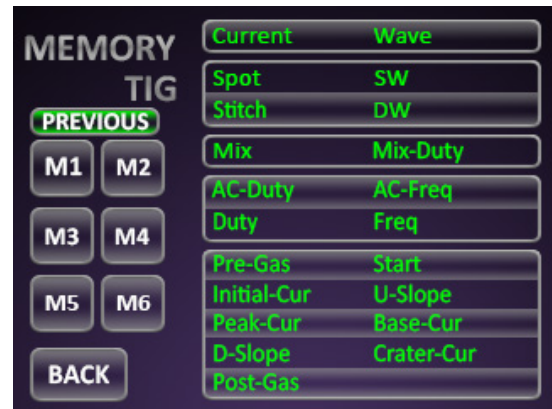 MEMORY
TIG
PREVIOUS
M1 M2
M3 M4
M5 M6
BACK
Current Wave
Spot SW
Stitch DW
Mix Mix-Duty
AC-Duty AC-Freq
Duty Freq
Pre-Gas Start
Initial-Cur U-Slope
Peak-Cur Base-Cur
D-Slope Crater-Cur
Post-Gas